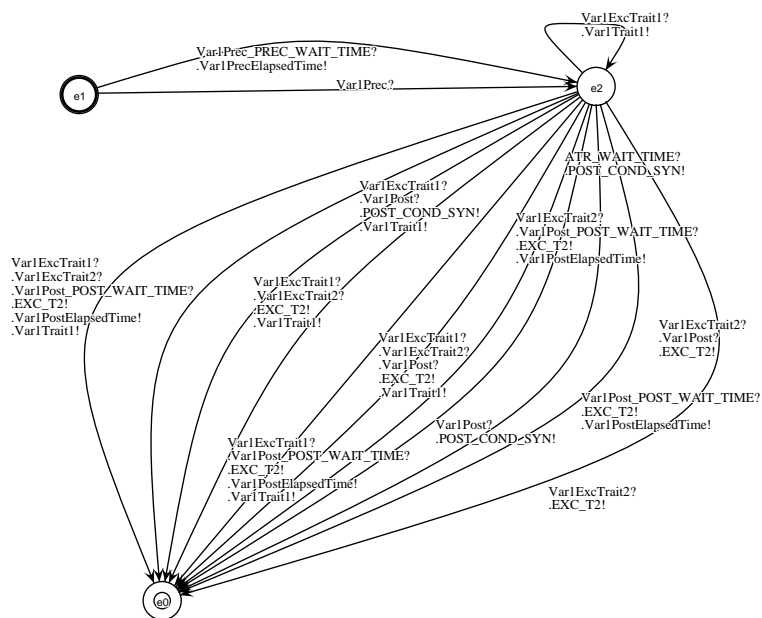 Var1ExcTrait1?
.Var1Trait1!
Var1Prec_PREC_WAIT_TIME?
.Var1PrecElapsedTime!
Var1Prec?
e1
e2
ATR_WAIT_TIME?
.POST_COND_SYN!
Var1ExcTrait1?
.Var1Post?
.POST_COND_SYN!
.Var1Trait1!
Var1ExcTrait2?
.Var1Post_POST_WAIT_TIME?
.EXC_T2!
.Var1PostElapsedTime!
Var1ExcTrait1?
.Var1ExcTrait2?
.Var1Post_POST_WAIT_TIME?
.EXC_T2!
.Var1PostElapsedTime!
.Var1Trait1!
Var1ExcTrait1?
.Var1ExcTrait2?
.EXC_T2!
.Var1Trait1!
Var1ExcTrait2?
.Var1Post?
.EXC_T2!
Var1ExcTrait1?
.Var1ExcTrait2?
.Var1Post?
.EXC_T2!
.Var1Trait1!
Var1Post_POST_WAIT_TIME?
.EXC_T2!
.Var1PostElapsedTime!
Var1Post?
.POST_COND_SYN!
Var1ExcTrait1?
.Var1Post_POST_WAIT_TIME?
.EXC_T2!
.Var1PostElapsedTime!
.Var1Trait1!
Var1ExcTrait2?
.EXC_T2!
e0